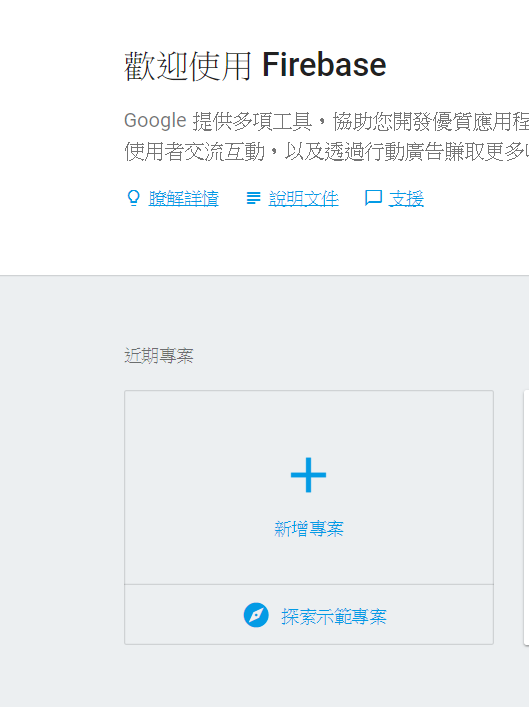 歡迎使用 Firebase
Google 提供多項工具，協助您開發優質應用程
使用者交流互動，以及透過行動廣告賺取更多
瞭解詳情 說明文件 支援
近期專案
新增專案
探索示範專案